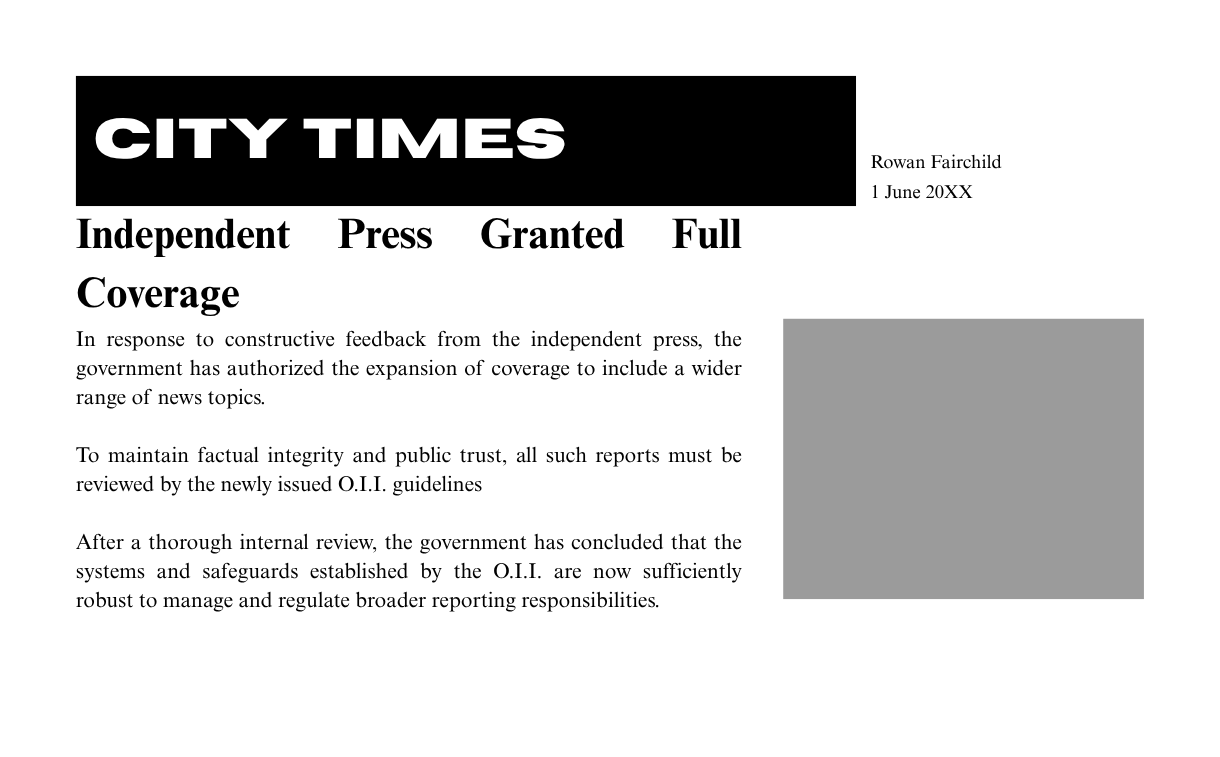 CITY TIMES
Rowan Fairchild
1 June 20XX
Independent Press Granted Full
Coverage
In response to constructive feedback from the independent press, the
government has authorized the expansion of coverage to include a wider
range of news topics.
To maintain factual integrity and public trust, all such reports must be
reviewed by the newly issued O.I.I. guidelines
After a thorough internal review, the government has concluded that the
systems and safeguards established by the O.I.I. are now sufficiently
robust to manage and regulate broader reporting responsibilities.